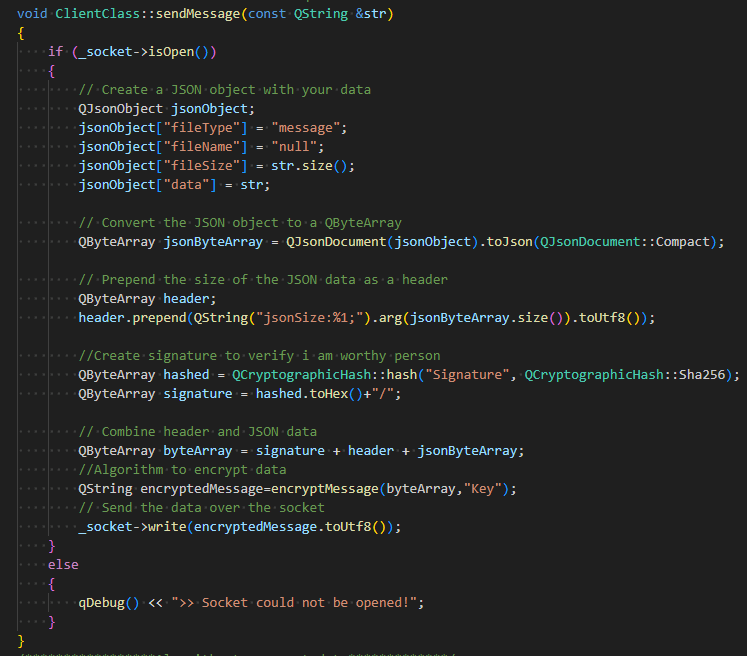 void ClientClass::sendMessage(const QString &str)
{
    if (_socket->isOpen())
    {
        // Create a JSON object with your data
        QJsonObject jsonObject;
        jsonObject["fileType"] = "message";
        jsonObject["fileName"] = "null";
        jsonObject["fileSize"] = str.size();
        jsonObject["data"] = str;

        // Convert the JSON object to a QByteArray
        QByteArray jsonByteArray = QJsonDocument(jsonObject).toJson(QJsonDocument::Compact);

        // Prepend the size of the JSON data as a header
        QByteArray header;
        header.prepend(QString("jsonSize:%1;").arg(jsonByteArray.size()).toUtf8());

        //Create signature to verify i am worthy person
        QByteArray hashed = QCryptographicHash::hash("Signature", QCryptographicHash::Sha256);
        QByteArray signature = hashed.toHex()+"/";

        // Combine header and JSON data
        QByteArray byteArray = signature + header + jsonByteArray;
        //Algorithm to encrypt data
        QString encryptedMessage=encryptMessage(byteArray,"Key");
        // Send the data over the socket
        _socket->write(encryptedMessage.toUtf8());
    }
    else
    {
        qDebug() << ">> Socket could not be opened!";
    }
}